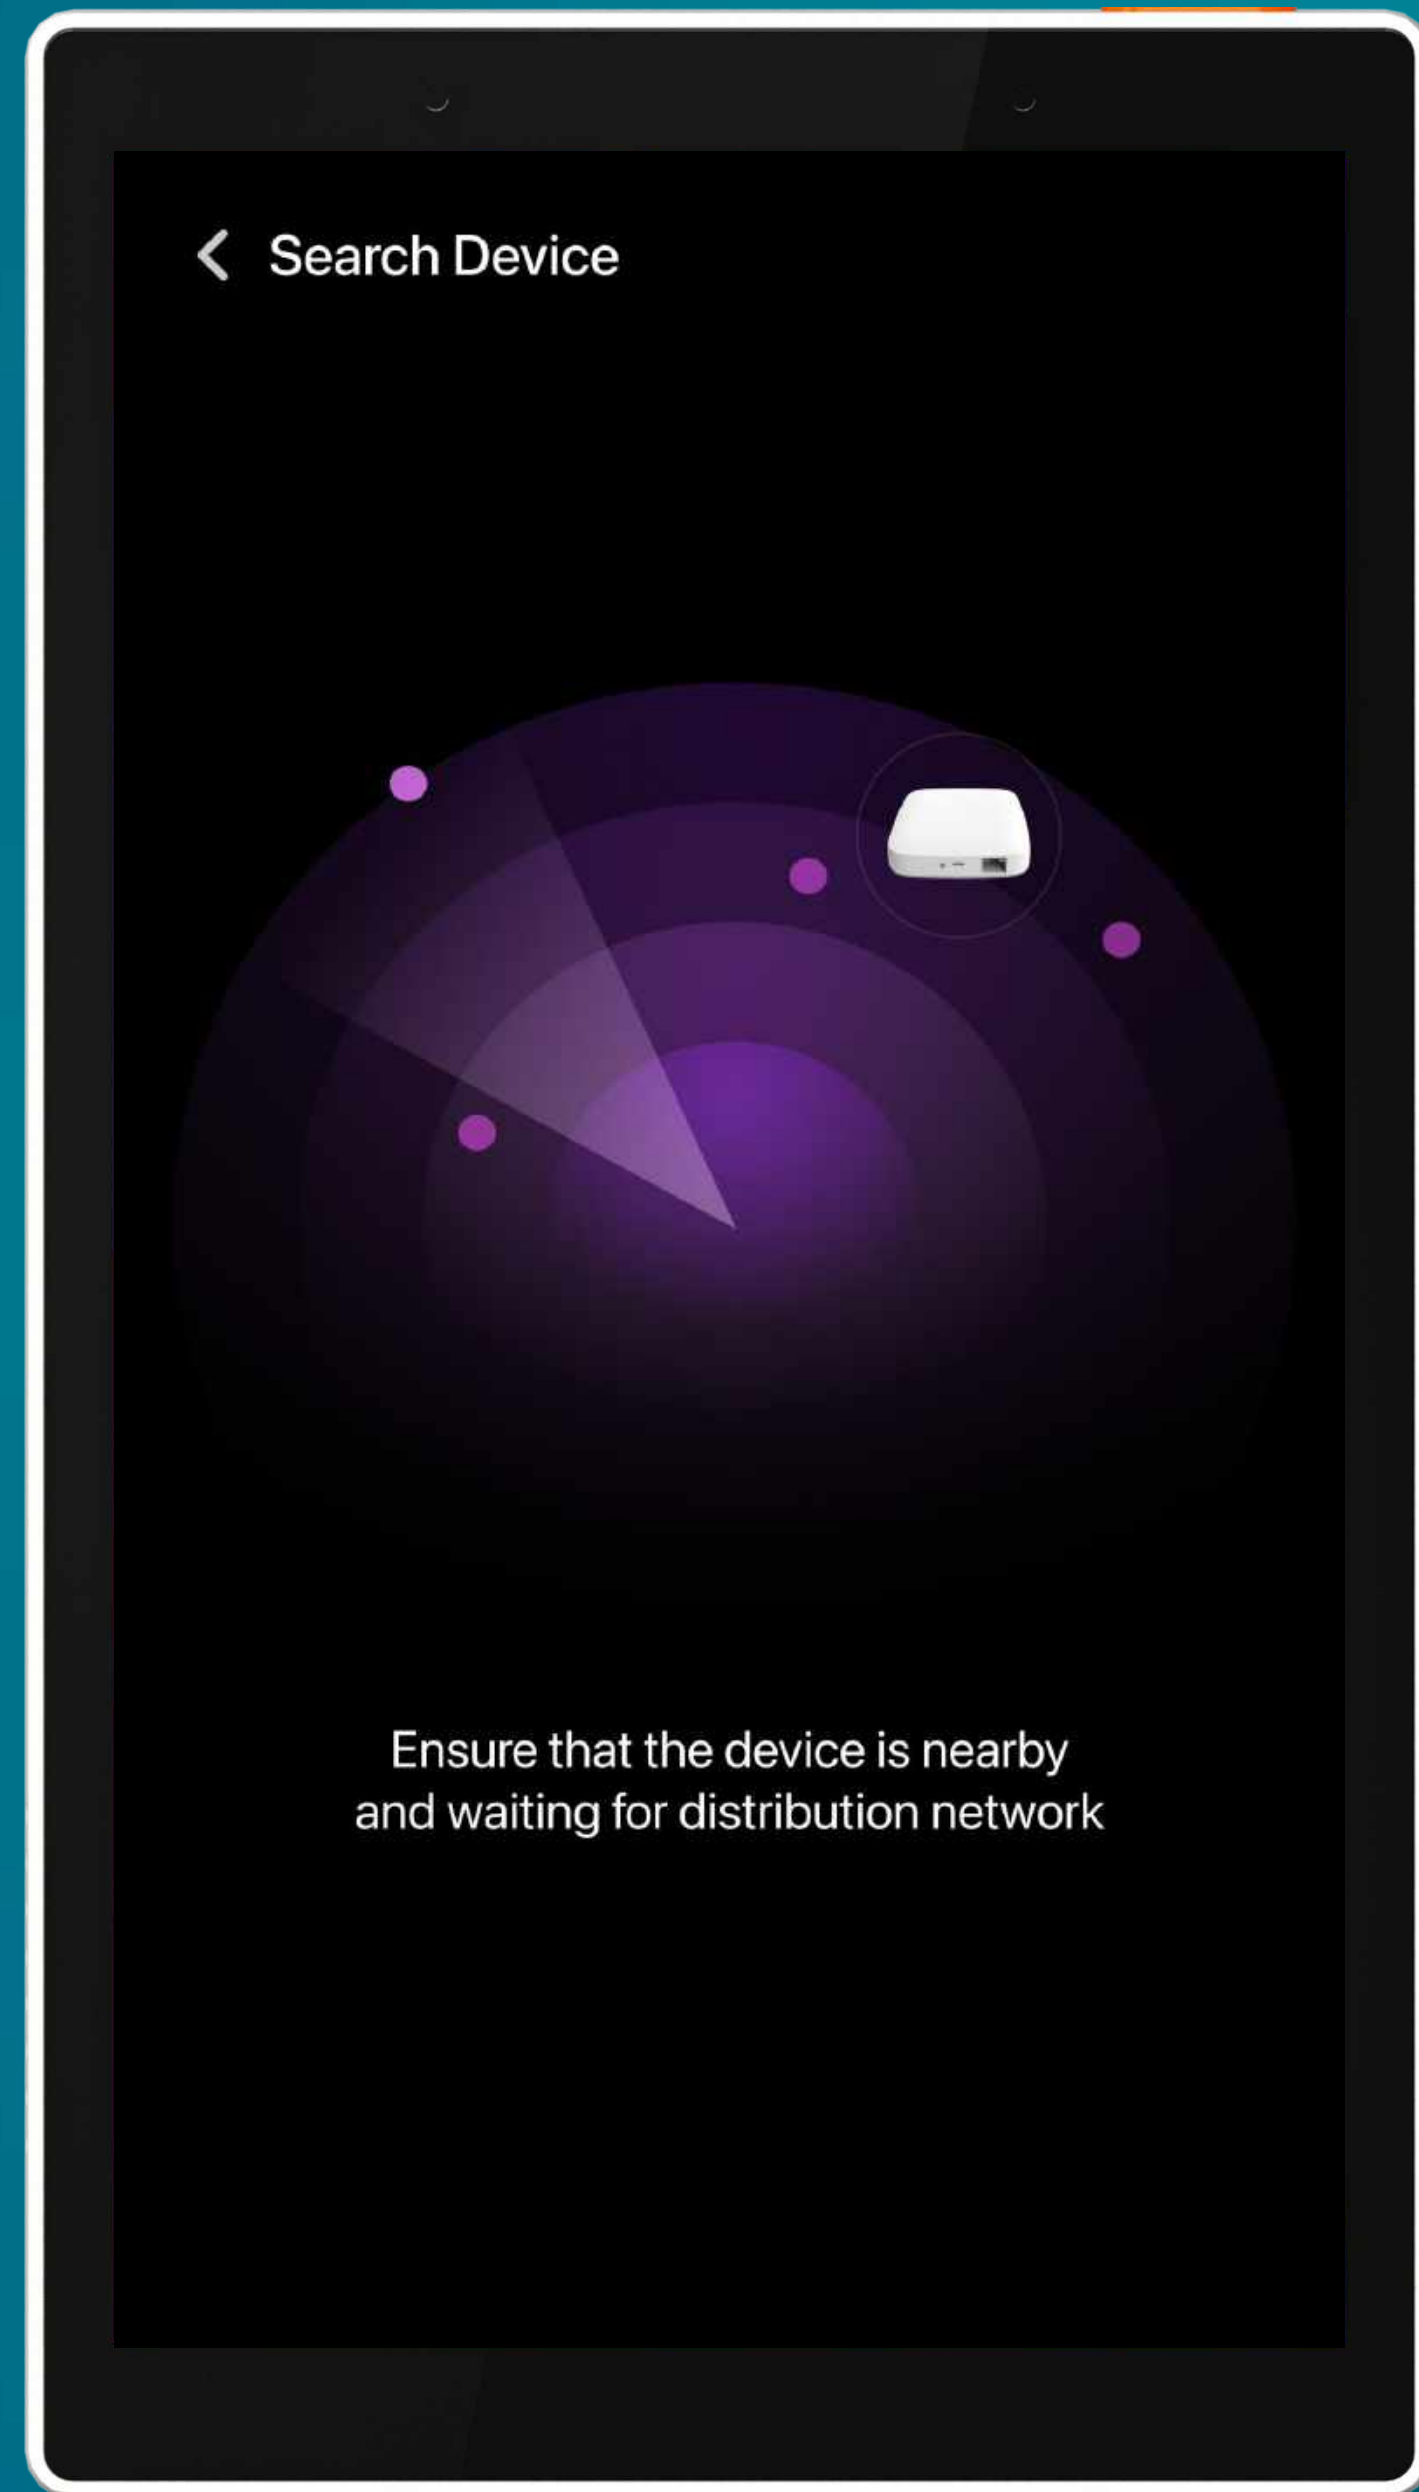 Search Device
Ensure that the device is nearby
and waiting for distribution network